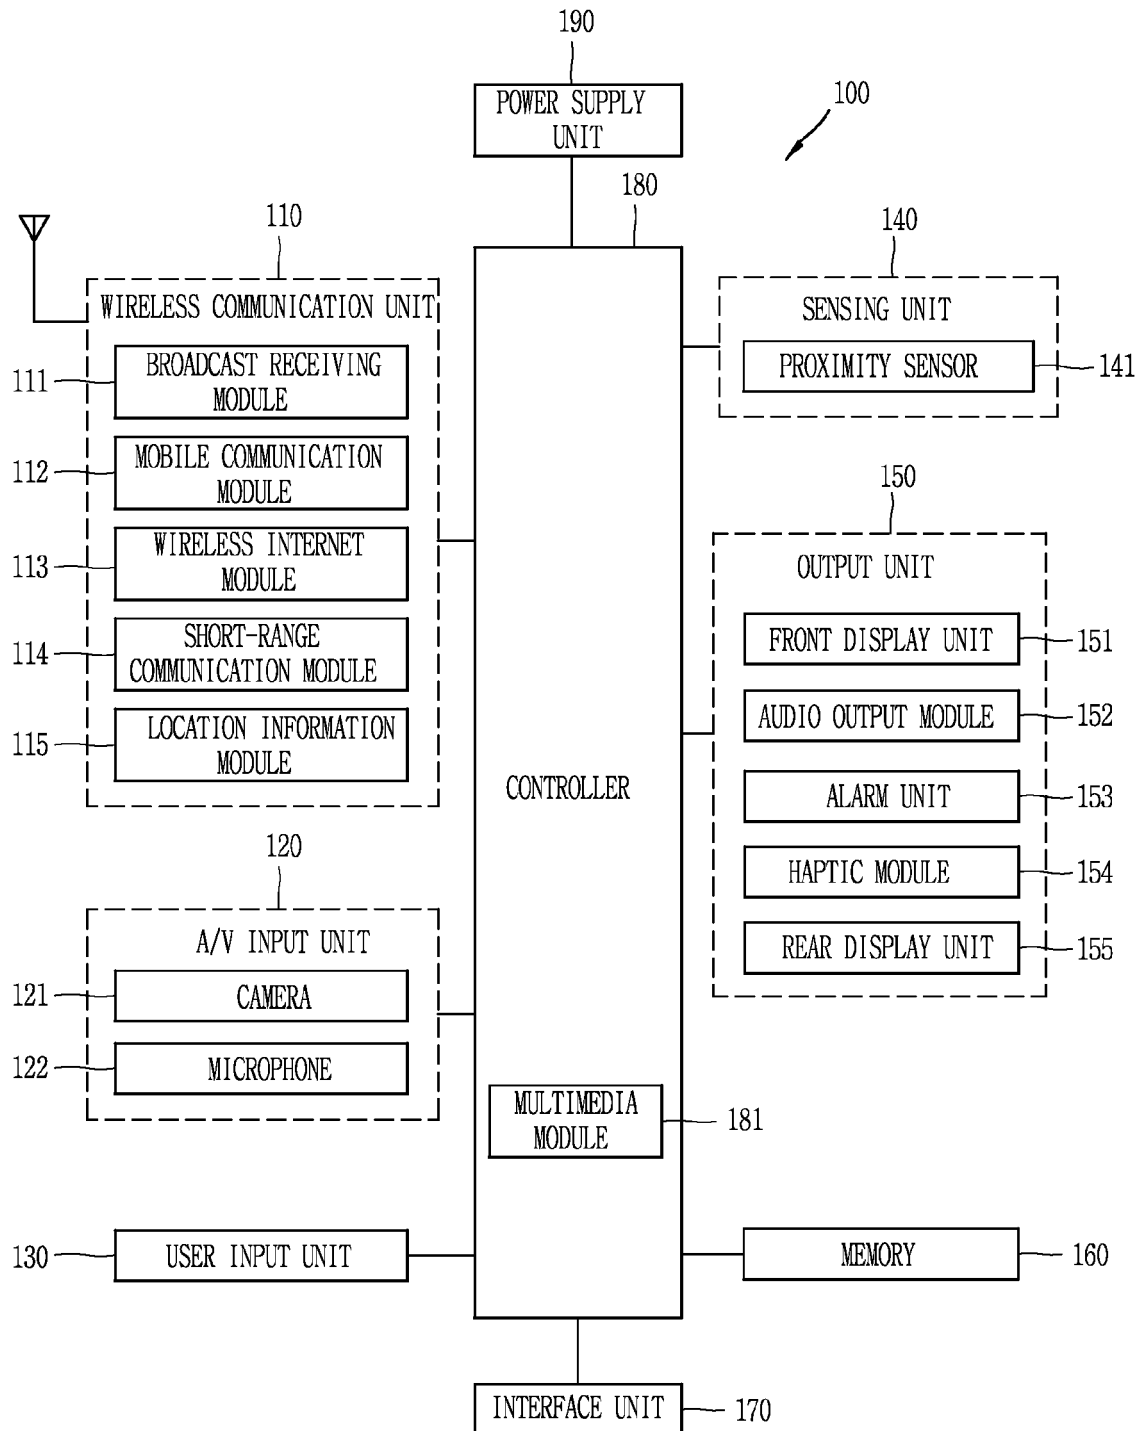 190
POWER SUPPLY
UNIT
100
180
110
WIRELESS COMMUNICATION UNIT
111
BROADCAST RECEIVING
MODULE
112
MOBILE COMMUNICATION
MODULE
113
WIRELESS INTERNET
MODULE
114
SHORT-RANGE
COMMUNICATION MODULE
115
LOCATION INFORMATION
MODULE
120
A/V INPUT UNIT
121
CAMERA
122
MICROPHONE
130
USER INPUT UNIT
CONTROLLER
MULTIMEDIA
MODULE
181
140
SENSING UNIT
PROXIMITY SENSOR
141
150
OUTPUT UNIT
FRONT DISPLAY UNIT
151
AUDIO OUTPUT MODULE
152
ALARM UNIT
153
HAPTIC MODULE
154
REAR DISPLAY UNIT
155
MEMORY
160
INTERFACE UNIT
170